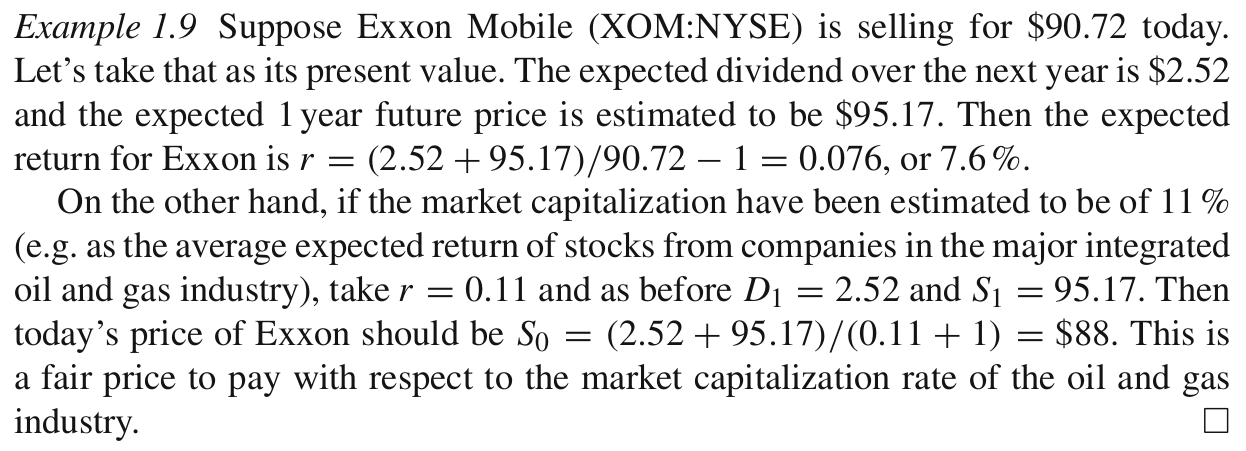 Example 1.9 Suppose Exxon Mobile (XOM:NYSE) is selling for $90.72 today.
Let's take that as its present value. The expected dividend over the next year is $2.52
and the expected 1 year future price is estimated to be $95.17. Then the expected
return for Exxon is r = (2.52 + 95.17)/90.72 − 1 = 0.076, or 7.6 %.
On the other hand, if the market capitalization have been estimated to be of 11 %
(e.g. as the average expected return of stocks from companies in the major integrated
oil and gas industry), take r = 0.11 and as before D₁ = 2.52 and S₁ = 95.17. Then
today's price of Exxon should be S₀ = (2.52 + 95.17)/(0.11 + 1) = $88. This is
a fair price to pay with respect to the market capitalization rate of the oil and gas
industry. □